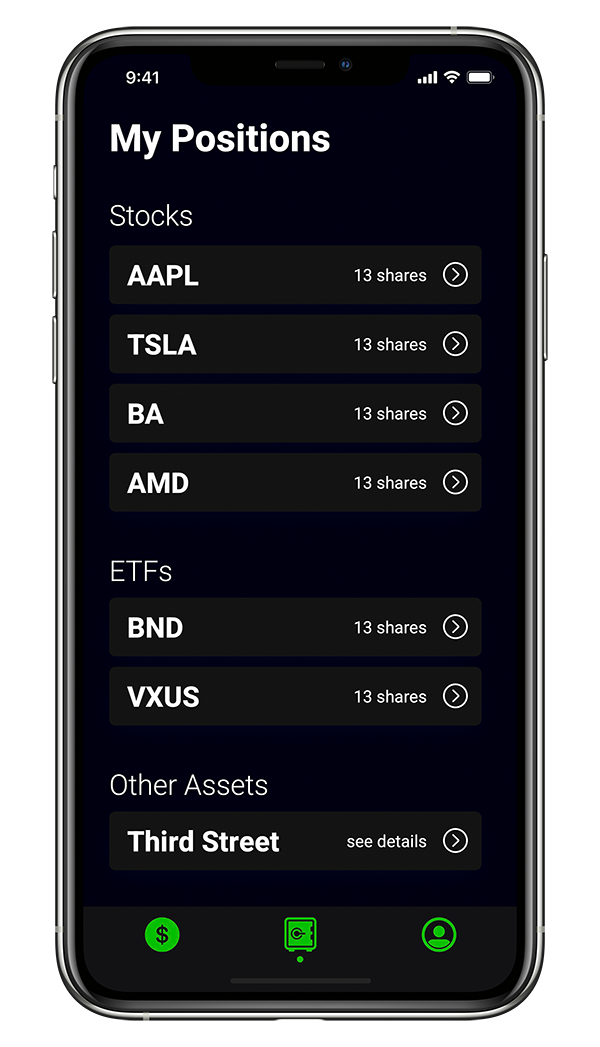 9:41
My Positions
Stocks
AAPL 13 shares
TSLA 13 shares
BA 13 shares
AMD 13 shares
ETFs
BND 13 shares
VXUS 13 shares
Other Assets
Third Street see details
$